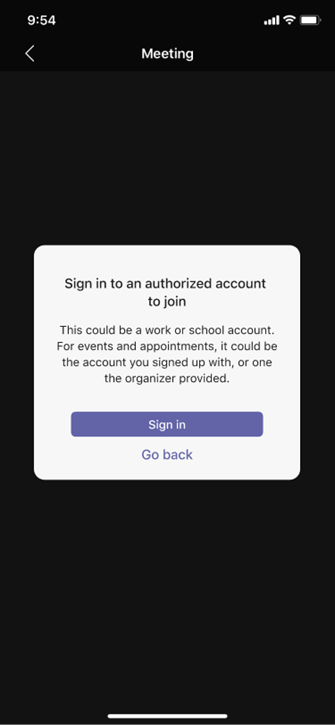 9:54
Meeting
Sign in to an authorized account
to join
This could be a work or school account.
For events and appointments, it could be
the account you signed up with, or one
the organizer provided.
Sign in
Go back